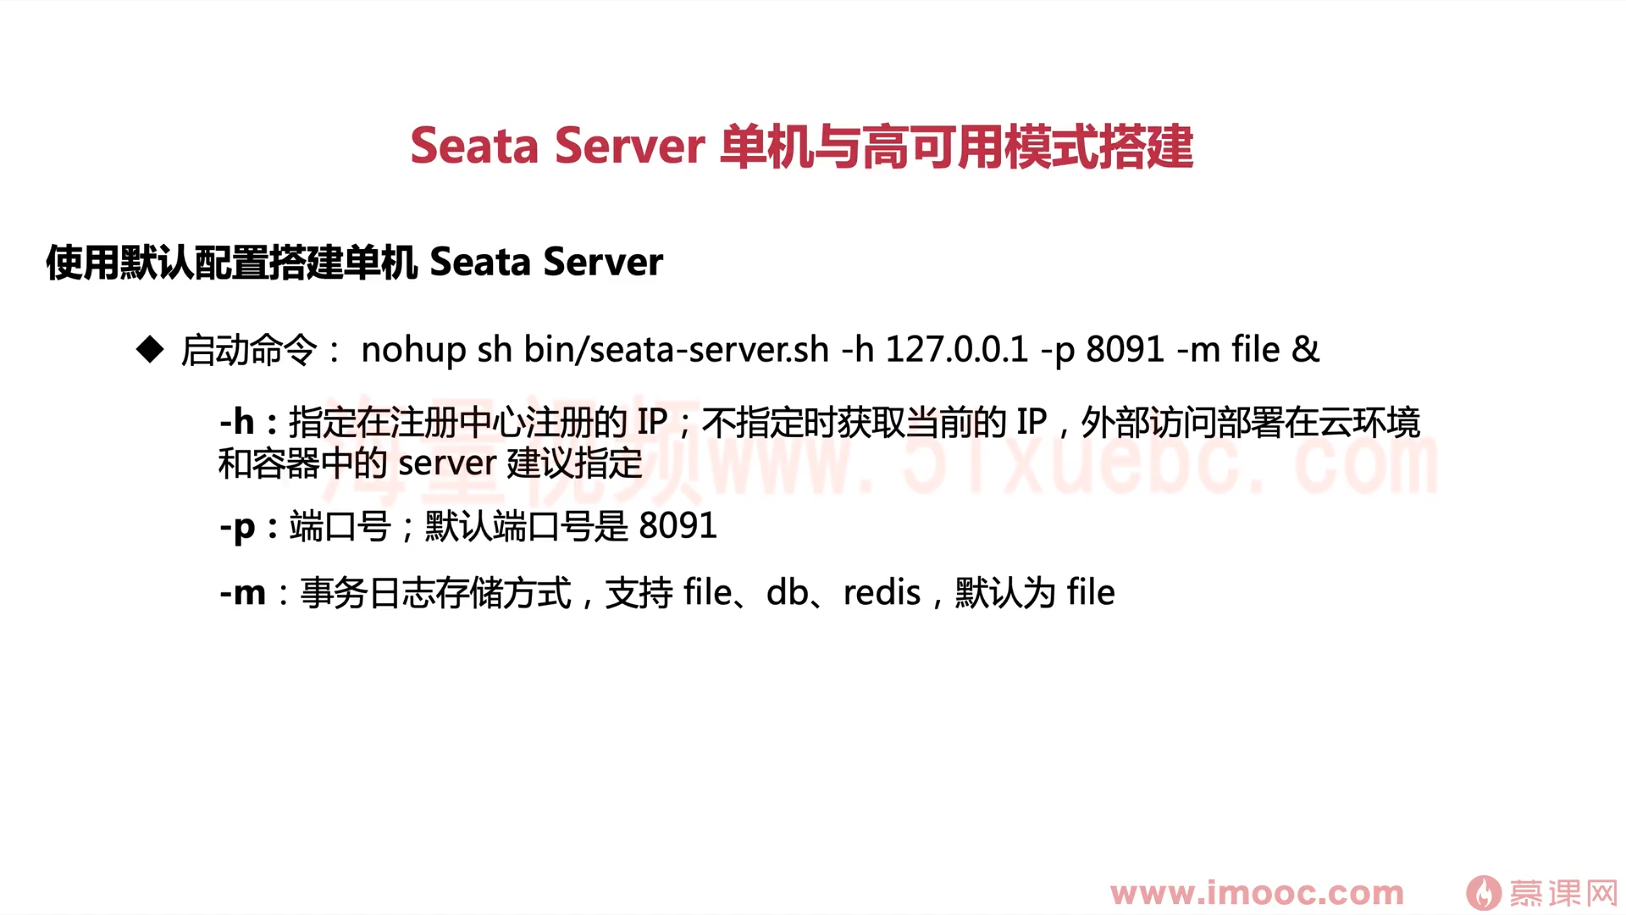 Seata Server 单机与高可用模式搭建
使用默认配置搭建单机 Seata Server
◆ 启动命令： nohup sh bin/seata-server.sh -h 127.0.0.1 -p 8091 -m file &
-h：指定在注册中心注册的 IP；不指定时获取当前的 IP，外部访问部署在云环境
和容器中的 server 建议指定
海量视频www.51xuebc.com
-p：端口号；默认端口号是 8091
-m：事务日志存储方式，支持 file、db、redis，默认为 file
www.imooc.com 慕课网